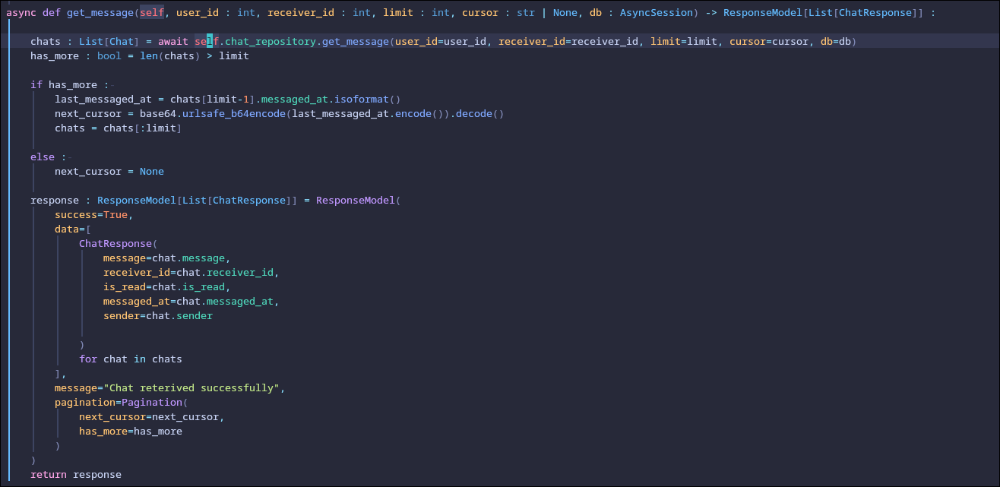 async def get_message(self, user_id : int, receiver_id : int, limit : int, cursor : str | None, db : AsyncSession) -> ResponseModel[List[ChatResponse]] :
chats : List[Chat] = await self.chat_repository.get_message(user_id=user_id, receiver_id=receiver_id, limit=limit, cursor=cursor, db=db)
has_more : bool = len(chats) > limit
if has_more :
last_messaged_at = chats[limit-1].messaged_at.isoformat()
next_cursor = base64.urlsafe_b64encode(last_messaged_at.encode()).decode()
chats = chats[:limit]
else :
next_cursor = None
response : ResponseModel[List[ChatResponse]] = ResponseModel(
success=True,
data=[
ChatResponse(
message=chat.message,
receiver_id=chat.receiver_id,
is_read=chat.is_read,
messaged_at=chat.messaged_at,
sender=chat.sender
)
for chat in chats
],
message="Chat reterived successfully",
pagination=Pagination(
next_cursor=next_cursor,
has_more=has_more
)
)
return response